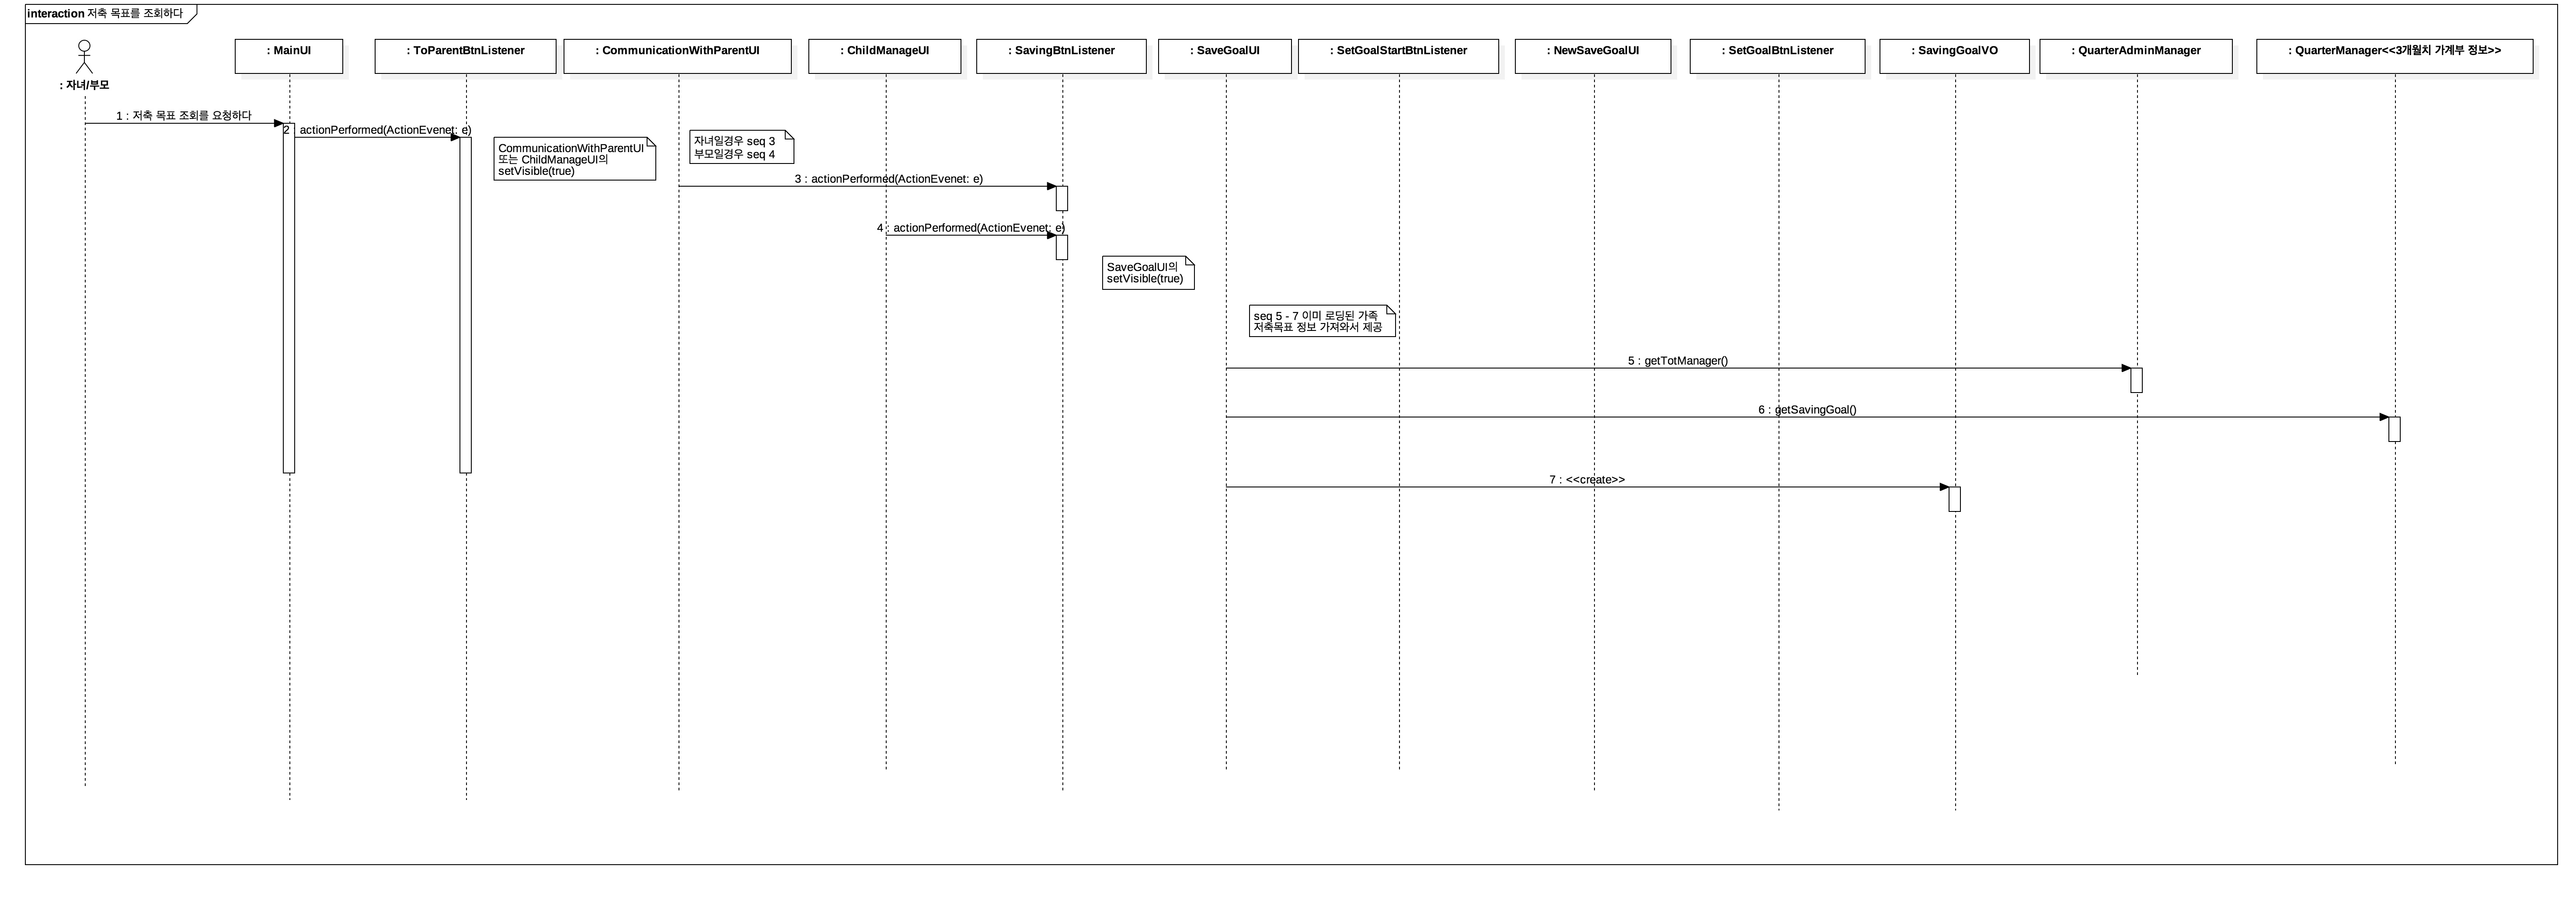 interaction 저축 목표를 조회하다
: 자녀/부모
: MainUI
: ToParentBtnListener
: CommunicationWithParentUI
: ChildManageUI
: SavingBtnListener
: SaveGoalUI
: SetGoalStartBtnListener
: NewSaveGoalUI
: SetGoalBtnListener
: SavingGoalVO
: QuarterAdminManager
: QuarterManager<<3개월치 가계부 정보>>
1 : 저축 목표 조회를 요청하다
2 : actionPerformed(ActionEvenet: e)
CommunicationWithParentUI
또는 ChildManageUI의
setVisible(true)
자녀일경우 seq 3
부모일경우 seq 4
3 : actionPerformed(ActionEvenet: e)
4 : actionPerformed(ActionEvenet: e)
SaveGoalUI의
setVisible(true)
seq 5 - 7 이미 로딩된 가족
저축목표 정보 가져와서 제공
5 : getTotManager()
6 : getSavingGoal()
7 : <<create>>